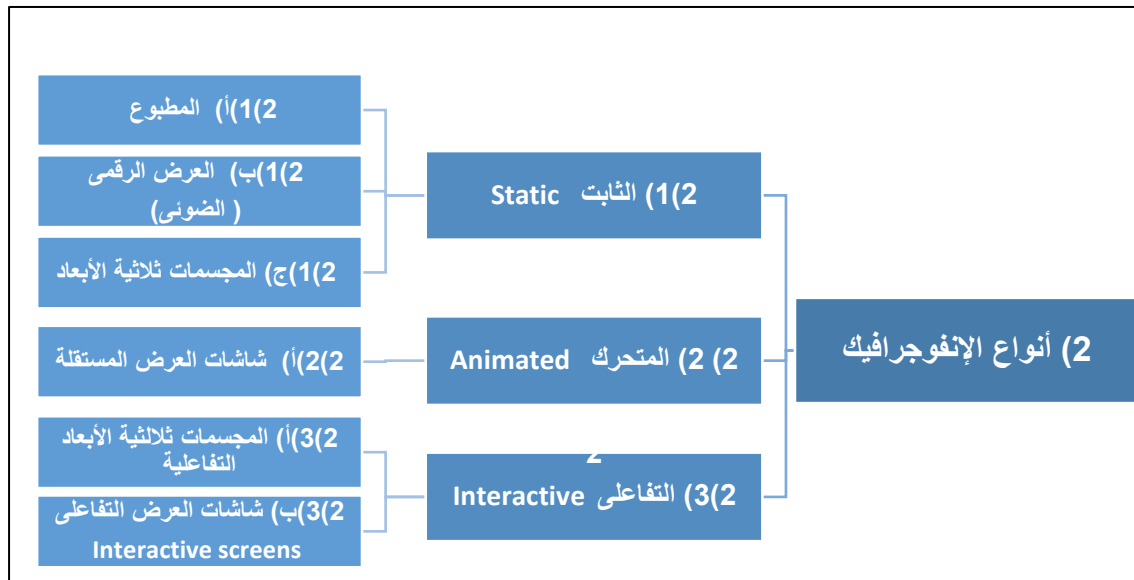 2) أنواع الإنفوجرافيك
2)1) الثابت Static
2)1)أ) المطبوع
2)1)ب) العرض الرقمى
( الضوئى)
2)1)ج) المجسمات ثلاثية الأبعاد
2) 2) المتحرك Animated
2)2)أ) شاشات العرض المستقلة
2
2)3) التفاعلى Interactive
2)3)أ) المجسمات ثلالثية الأبعاد
التفاعلية
2)3)ب) شاشات العرض التفاعلى
Interactive screens